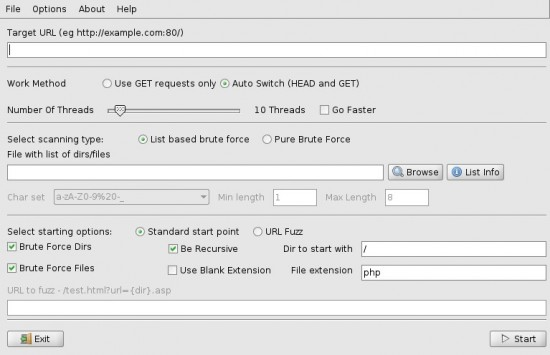 File Options About Help
Target URL (eg http://example.com:80/)
Work Method Use GET requests only Auto Switch (HEAD and GET)
Number Of Threads 10 Threads Go Faster
Select scanning type: List based brute force Pure Brute Force
File with list of dirs/files
Browse List Info
Char set a-zA-Z0-9%20-_ Min length 1 Max Length 8
Select starting options: Standard start point URL Fuzz
Brute Force Dirs Be Recursive Dir to start with /
Brute Force Files Use Blank Extension File extension php
URL to fuzz - /test.html?url={dir}.asp
Exit Start